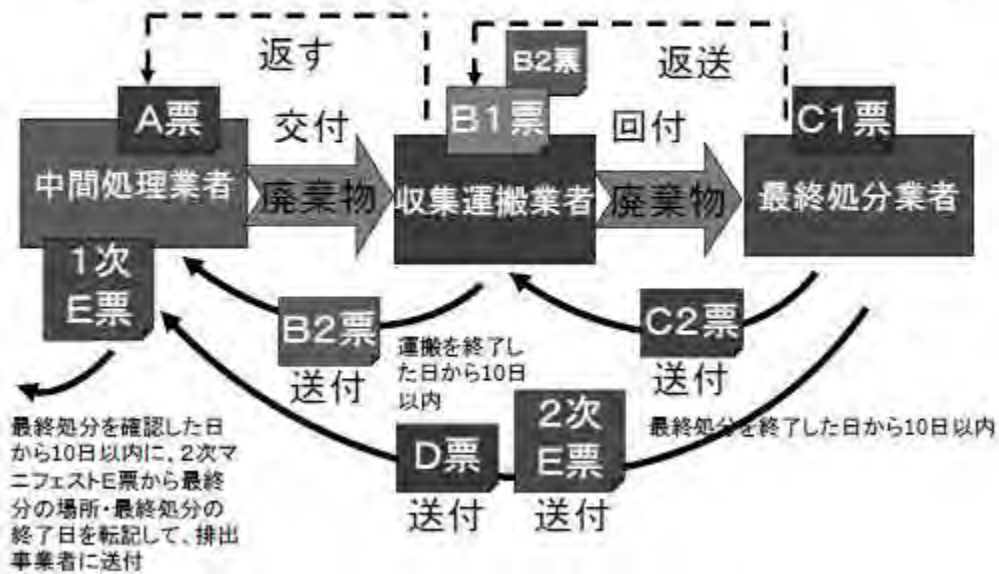 返す
B2票
返送
A票
交付
B1票
回付
C1票
中間処理業者
廃棄物
収集運搬業者
廃棄物
最終処分業者
1次
E票
B2票
送付
運搬を終了し
た日から10日
以内
C2票
送付
最終処分を確認した日
から10日以内に、2次マ
ニフェストE票から最終
分の場所・最終処分の
終了日を転記して、排出
事業者に送付
D票
送付
2次
E票
送付
最終処分を終了した日から10日以内